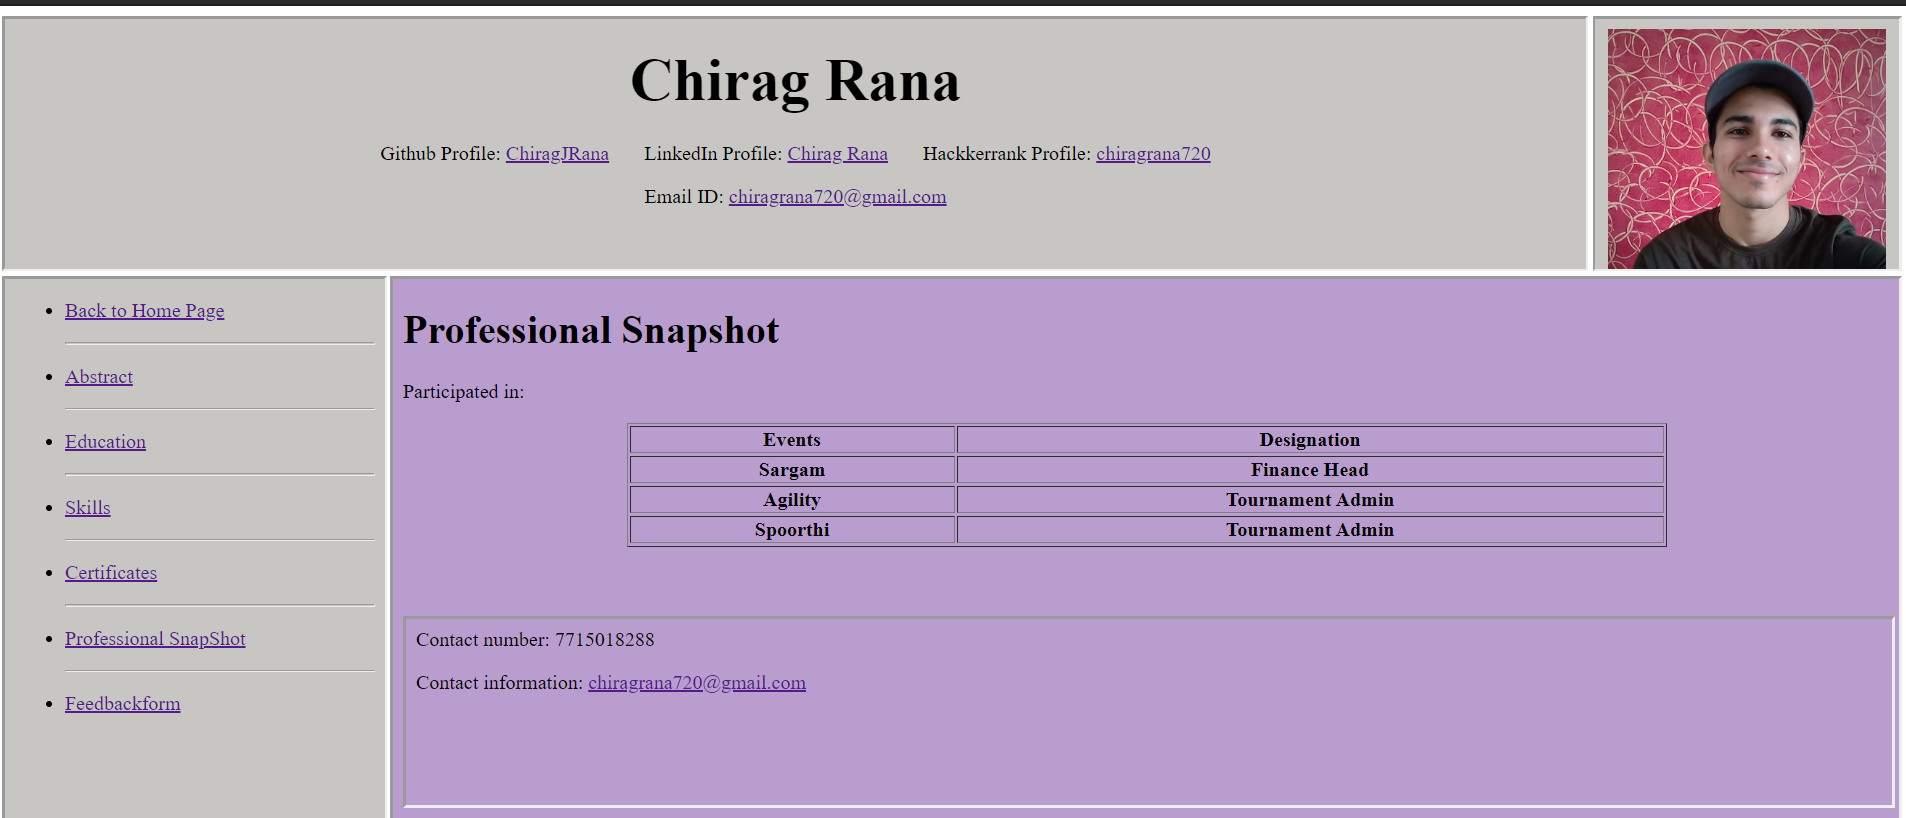 Chirag Rana
Github Profile: ChiragJRana LinkedIn Profile: Chirag Rana Hackkerrank Profile: chiragrana720
Email ID: chiragrana720@gmail.com
Back to Home Page
Abstract
Education
Skills
Certificates
Professional SnapShot
Feedbackform
Professional Snapshot
Participated in:
Events Designation
Sargam Finance Head
Agility Tournament Admin
Spoorthi Tournament Admin
Contact number: 7715018288
Contact information: chiragrana720@gmail.com